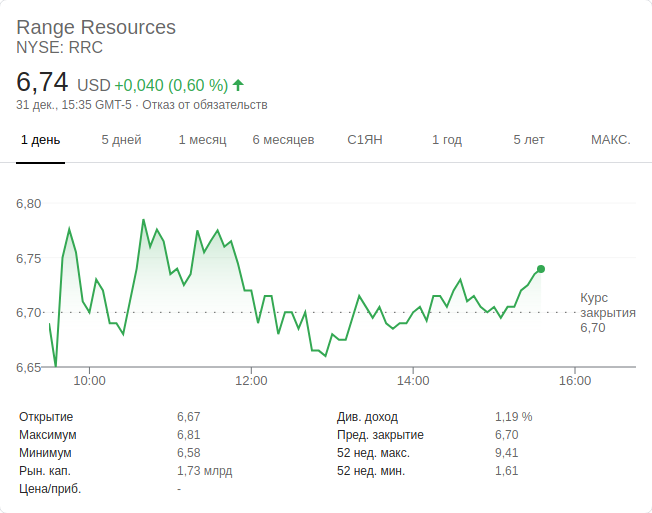 Range Resources
NYSE: RRC
6,74 USD +0,040 (0,60 %)
31 дек., 15:35 GMT-5 · Отказ от обязательств
1 день 5 дней 1 месяц 6 месяцев С1ЯН 1 год 5 лет МАКС.
6,80
6,75
6,70
6,65
Курс
закрытия
6,70
10:00 12:00 14:00 16:00
Открытие 6,67 Див. доход 1,19 %
Максимум 6,81 Пред. закрытие 6,70
Минимум 6,58 52 нед. макс. 9,41
Рын. кап. 1,73 млрд 52 нед. мин. 1,61
Цена/приб. -